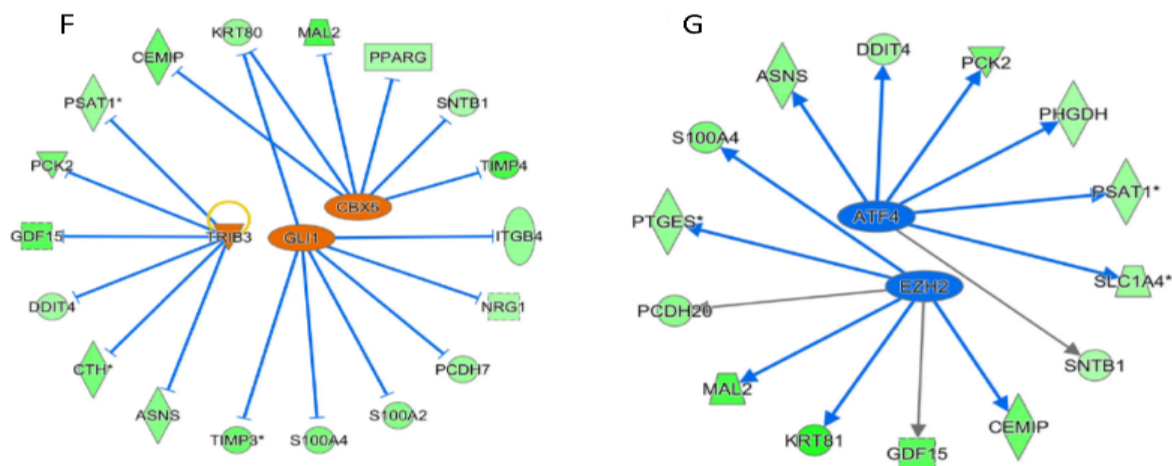 F
KRT80
MAL2
CEMIP
PPARG
PSAT1*
SNTB1
PCK2
TIMP4
CBX5
GDF15
TRIB3
GLI1
ITGB4
DDIT4
NRG1
CTH*
PCDH7
ASNS
S100A2
TIMP3*
S100A4
G
DDIT4
PCK2
ASNS
PHGDH
S100A4
PSAT1*
ATF4
PTGES*
SLC1A4*
EZH2
PCDH20
SNTB1
MAL2
KRT81
CEMIP
GDF15